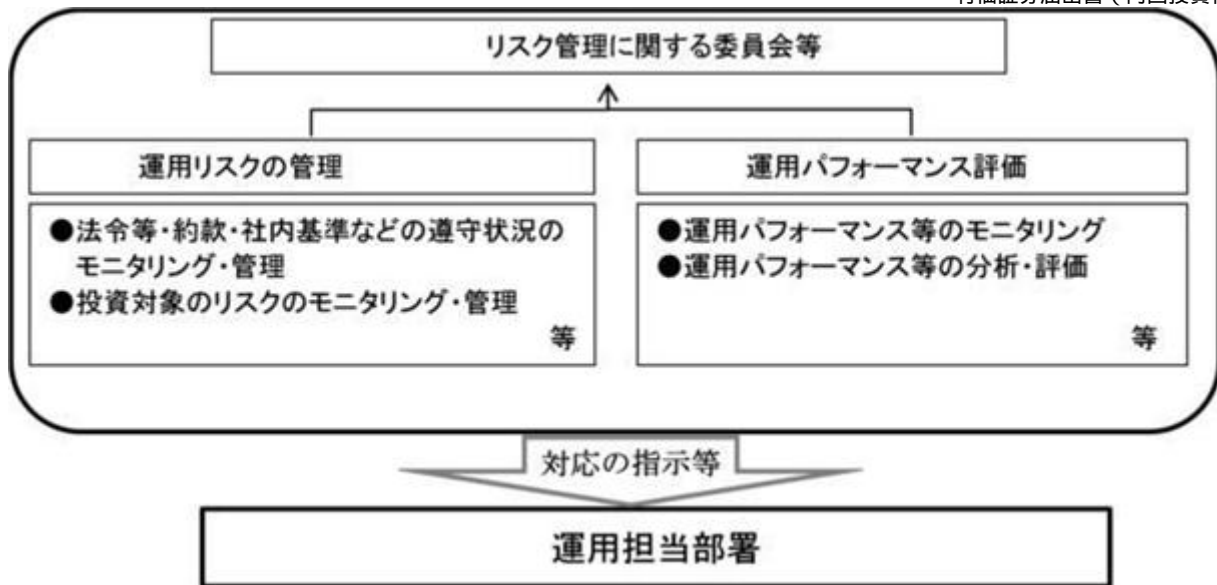 リスク管理に関する委員会等
運用リスクの管理
運用パフォーマンス評価
●法令等・約款・社内基準などの遵守状況の
モニタリング・管理
●投資対象のリスクのモニタリング・管理
等
●運用パフォーマンス等のモニタリング
●運用パフォーマンス等の分析・評価
等
対応の指示等
運用担当部署